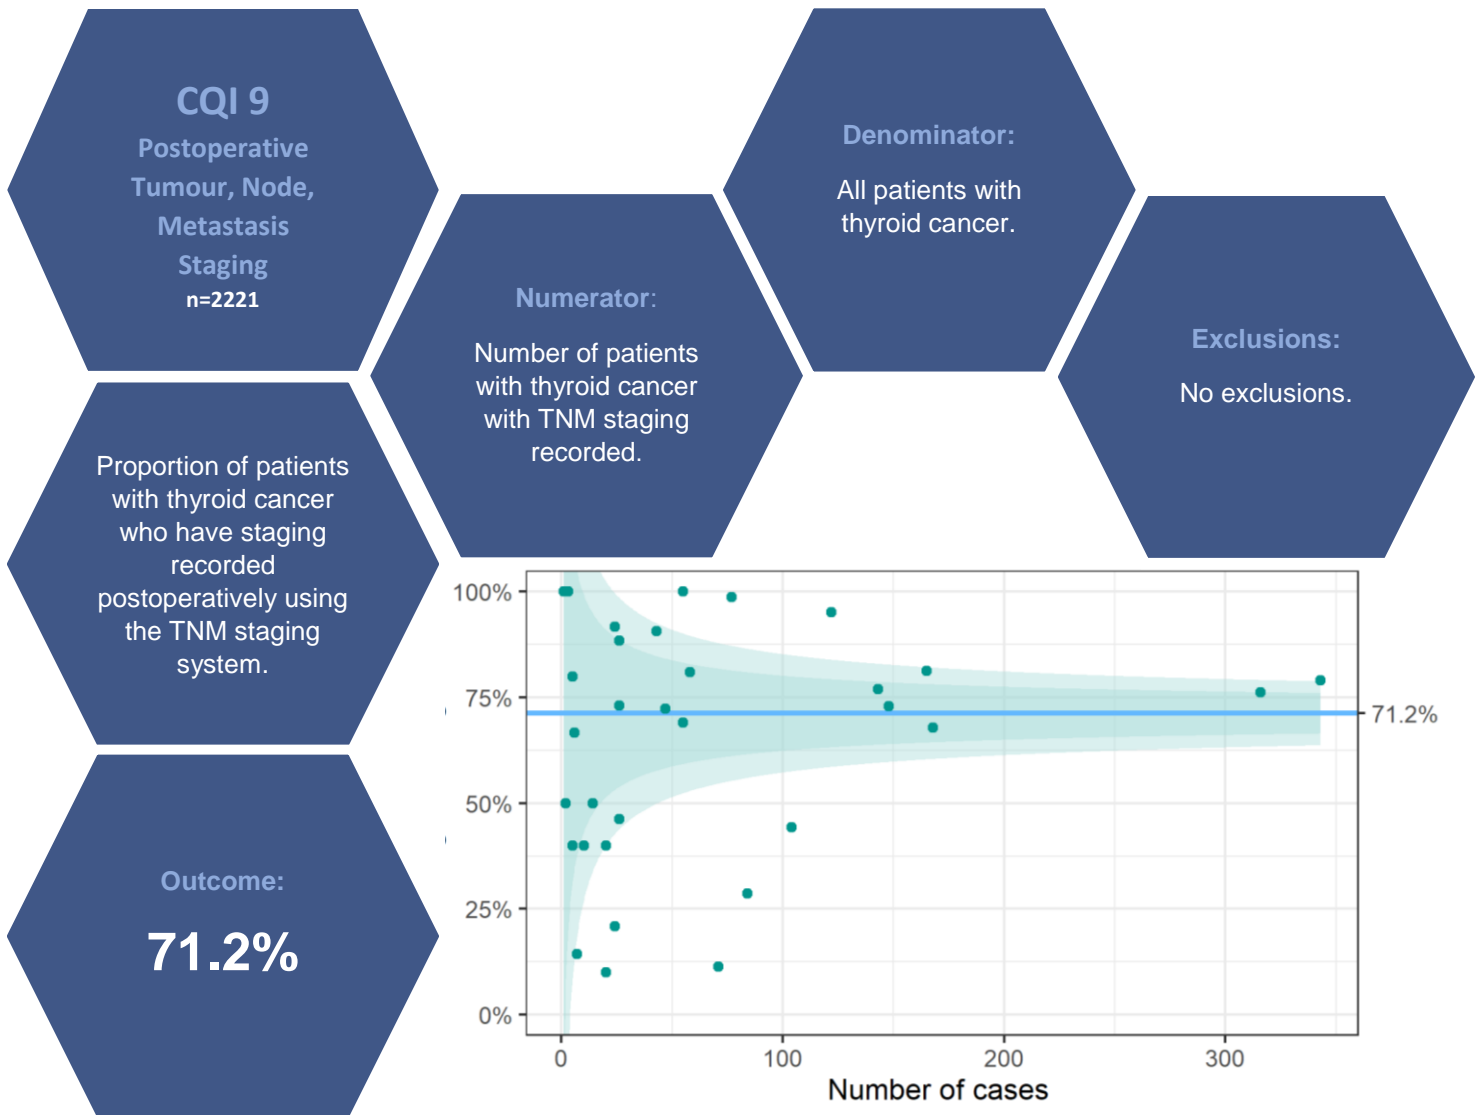 CQI 9
Postoperative
Tumour, Node,
Metastasis
Staging
n=2221
Numerator:
Number of patients
with thyroid cancer
with TNM staging
recorded.
Denominator:
All patients with
thyroid cancer.
Exclusions:
No exclusions.
Proportion of patients
with thyroid cancer
who have staging
recorded
postoperatively using
the TNM staging
system.
Outcome:
71.2%
100%
75%
50%
25%
0%
71.2%
0
100
200
300
Number of cases